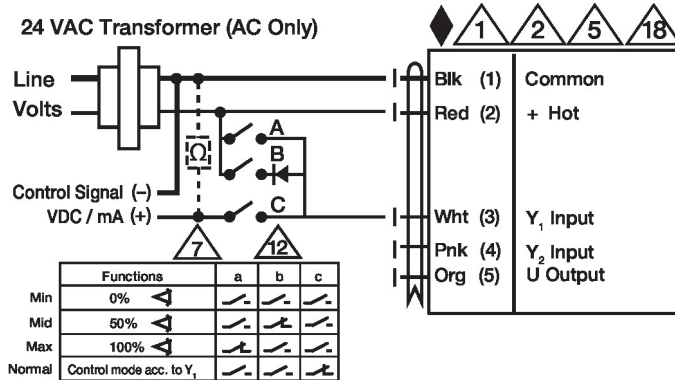 24 VAC Transformer (AC Only)
1 2 5 18
Line
Volts
Blk (1) Common
Red (2) + Hot
A
Ω
B
Control Signal (–)
VDC / mA (+)
C
Wht (3) Y₁ Input
Pnk (4) Y₂ Input
Org (5) U Output
7 12
Functions a b c
Min 0%
Mid 50%
Max 100%
Normal Control mode acc. to Y₁